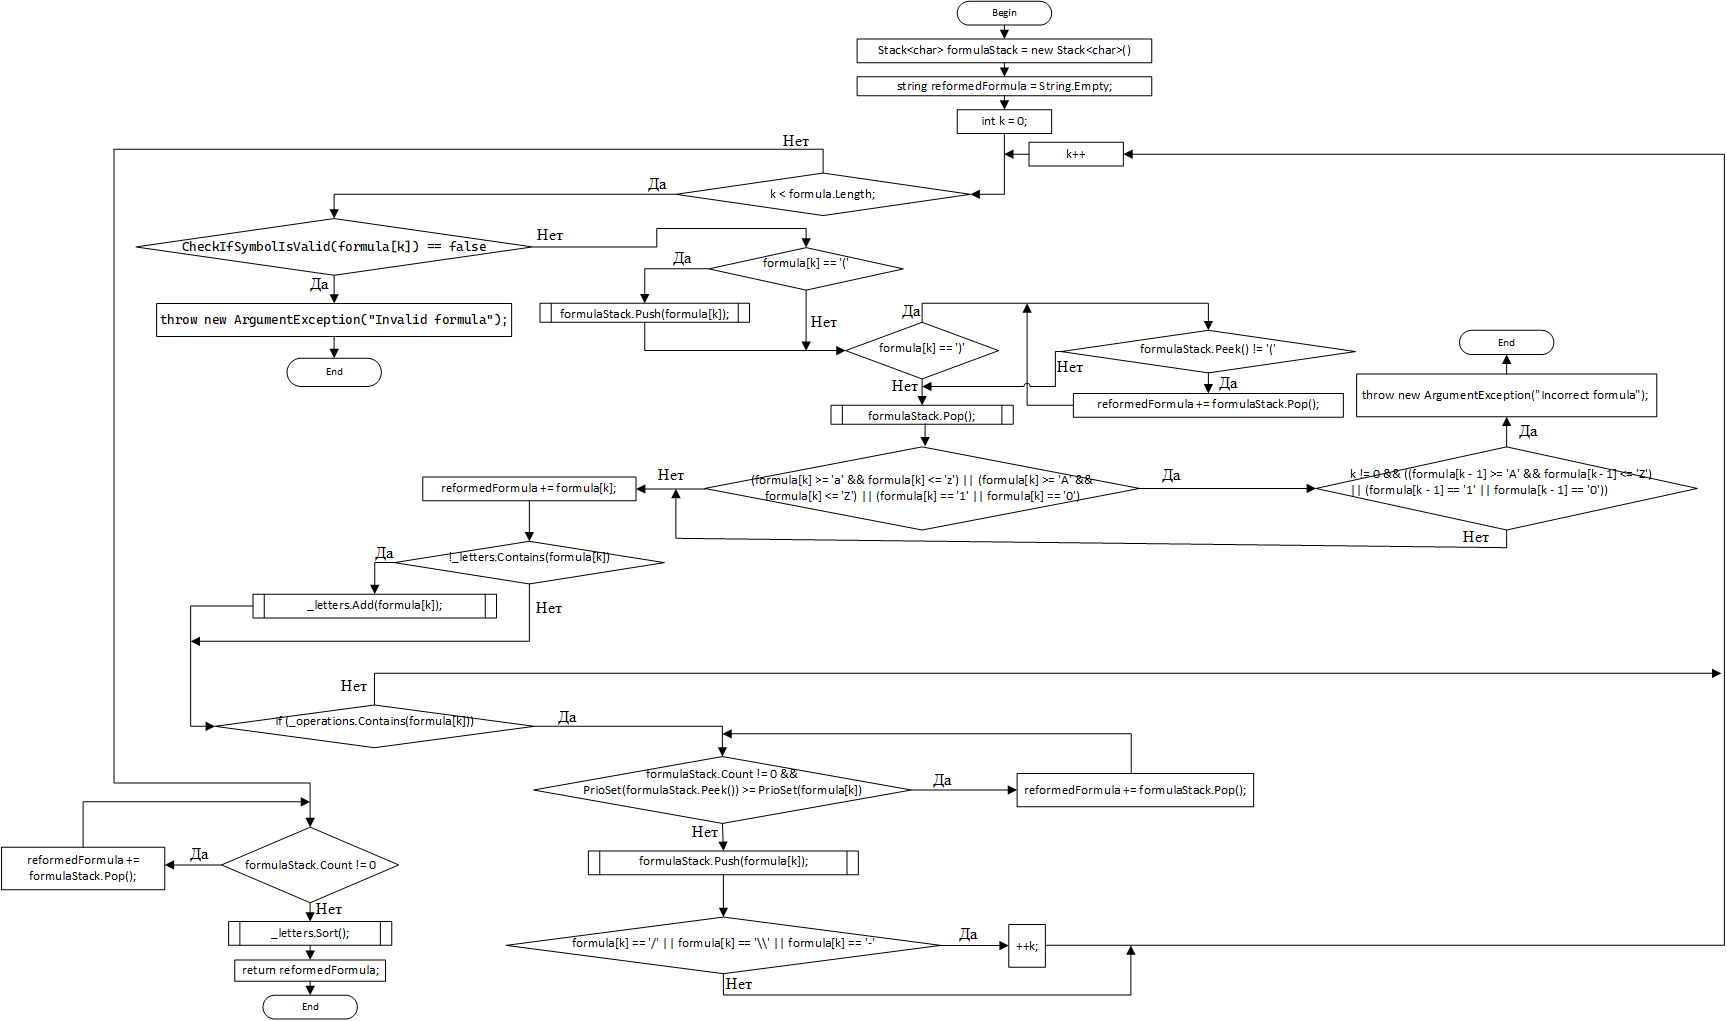 Begin
Stack<char> formulaStack = new Stack<char>()
string reformedFormula = String.Empty;
int k = 0;
k++
Нет
k < formula.Length;
Да
CheckIfSymbolIsValid(formula[k]) == false
Нет
Да
throw new ArgumentException("Invalid formula");
End
formula[k] == '('
Да
Нет
formulaStack.Push(formula[k]);
formula[k] == ')'
Да
Нет
formulaStack.Peek() != '('
Нет
Да
reformedFormula += formulaStack.Pop();
formulaStack.Pop();
End
throw new ArgumentException("Incorrect formula");
Да
(formula[k] >= 'a' && formula[k] <= 'z') || (formula[k] >= 'A' &&
formula[k] <= 'Z') || (formula[k] == '1' || formula[k] == '0')
Нет
Да
k != 0 && ((formula[k - 1] >= 'A' && formula[k - 1] <= 'Z')
|| (formula[k - 1] == '1' || formula[k - 1] == '0'))
Нет
reformedFormula += formula[k];
!_letters.Contains(formula[k])
Да
Нет
_letters.Add(formula[k]);
Нет
if (_operations.Contains(formula[k]))
Да
formulaStack.Count != 0 &&
PrioSet(formulaStack.Peek()) >= PrioSet(formula[k])
Да
reformedFormula += formulaStack.Pop();
Нет
formulaStack.Push(formula[k]);
formula[k] == '/' || formula[k] == '\\' || formula[k] == '-'
Да
++k;
Нет
formulaStack.Count != 0
Да
reformedFormula +=
formulaStack.Pop();
Нет
_letters.Sort();
return reformedFormula;
End